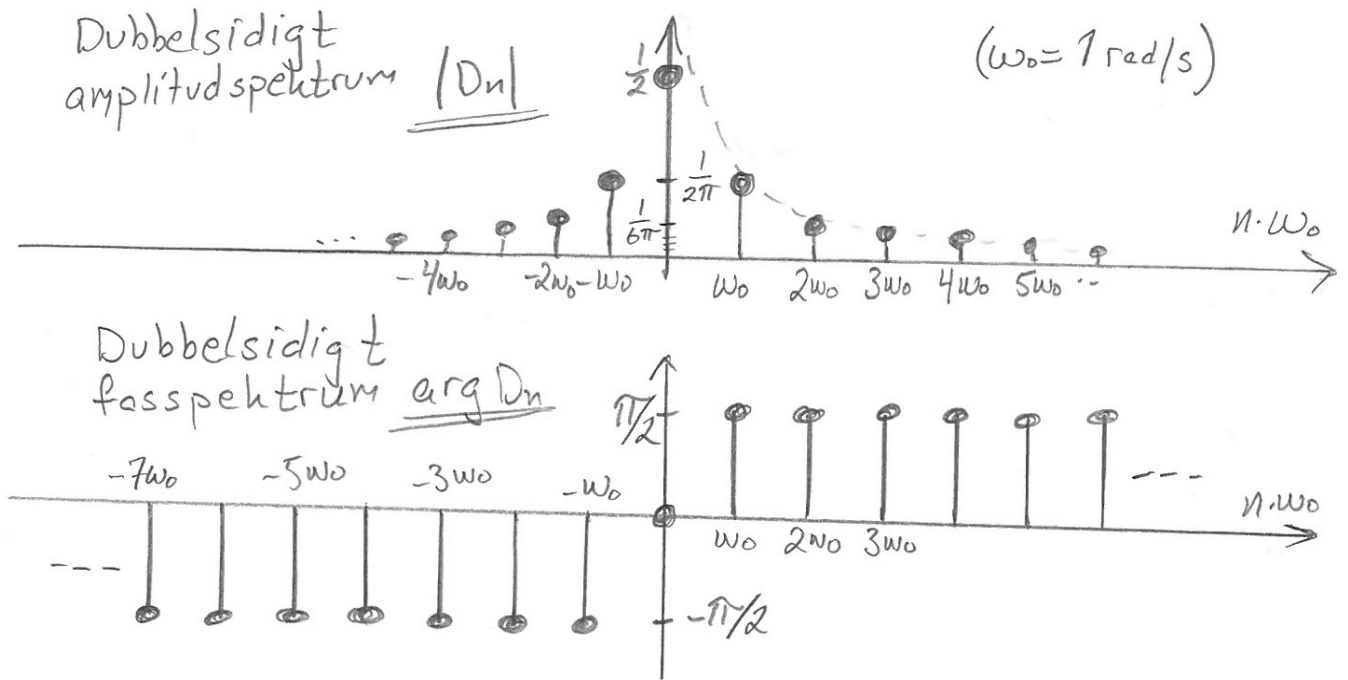 Dubbelsidigt
amplitudspektrum |Dn|
(ω₀ = 1 rad/s)
1/2
1/2π
1/6π
n·ω₀
... -4ω₀ -2ω₀ -ω₀ ω₀ 2ω₀ 3ω₀ 4ω₀ 5ω₀ ..
Dubbelsidigt
fasspektrum arg Dn
π/2
-7ω₀ -5ω₀ -3ω₀ -ω₀
---
n·ω₀
ω₀ 2ω₀ 3ω₀
---
-π/2